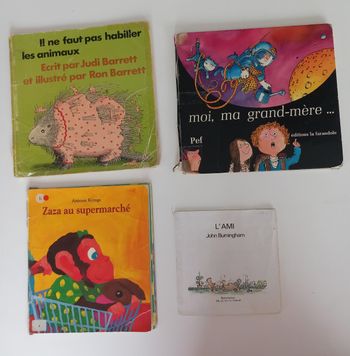 Il ne faut pas habiller
les animaux
Ecrit par Judi Barrett
et illustré par Ron Barrett
moi, ma grand-mère...
Pef
éditions la farandole
Antoon Krings
Zaza au supermarché
L'AMI
John Burningham